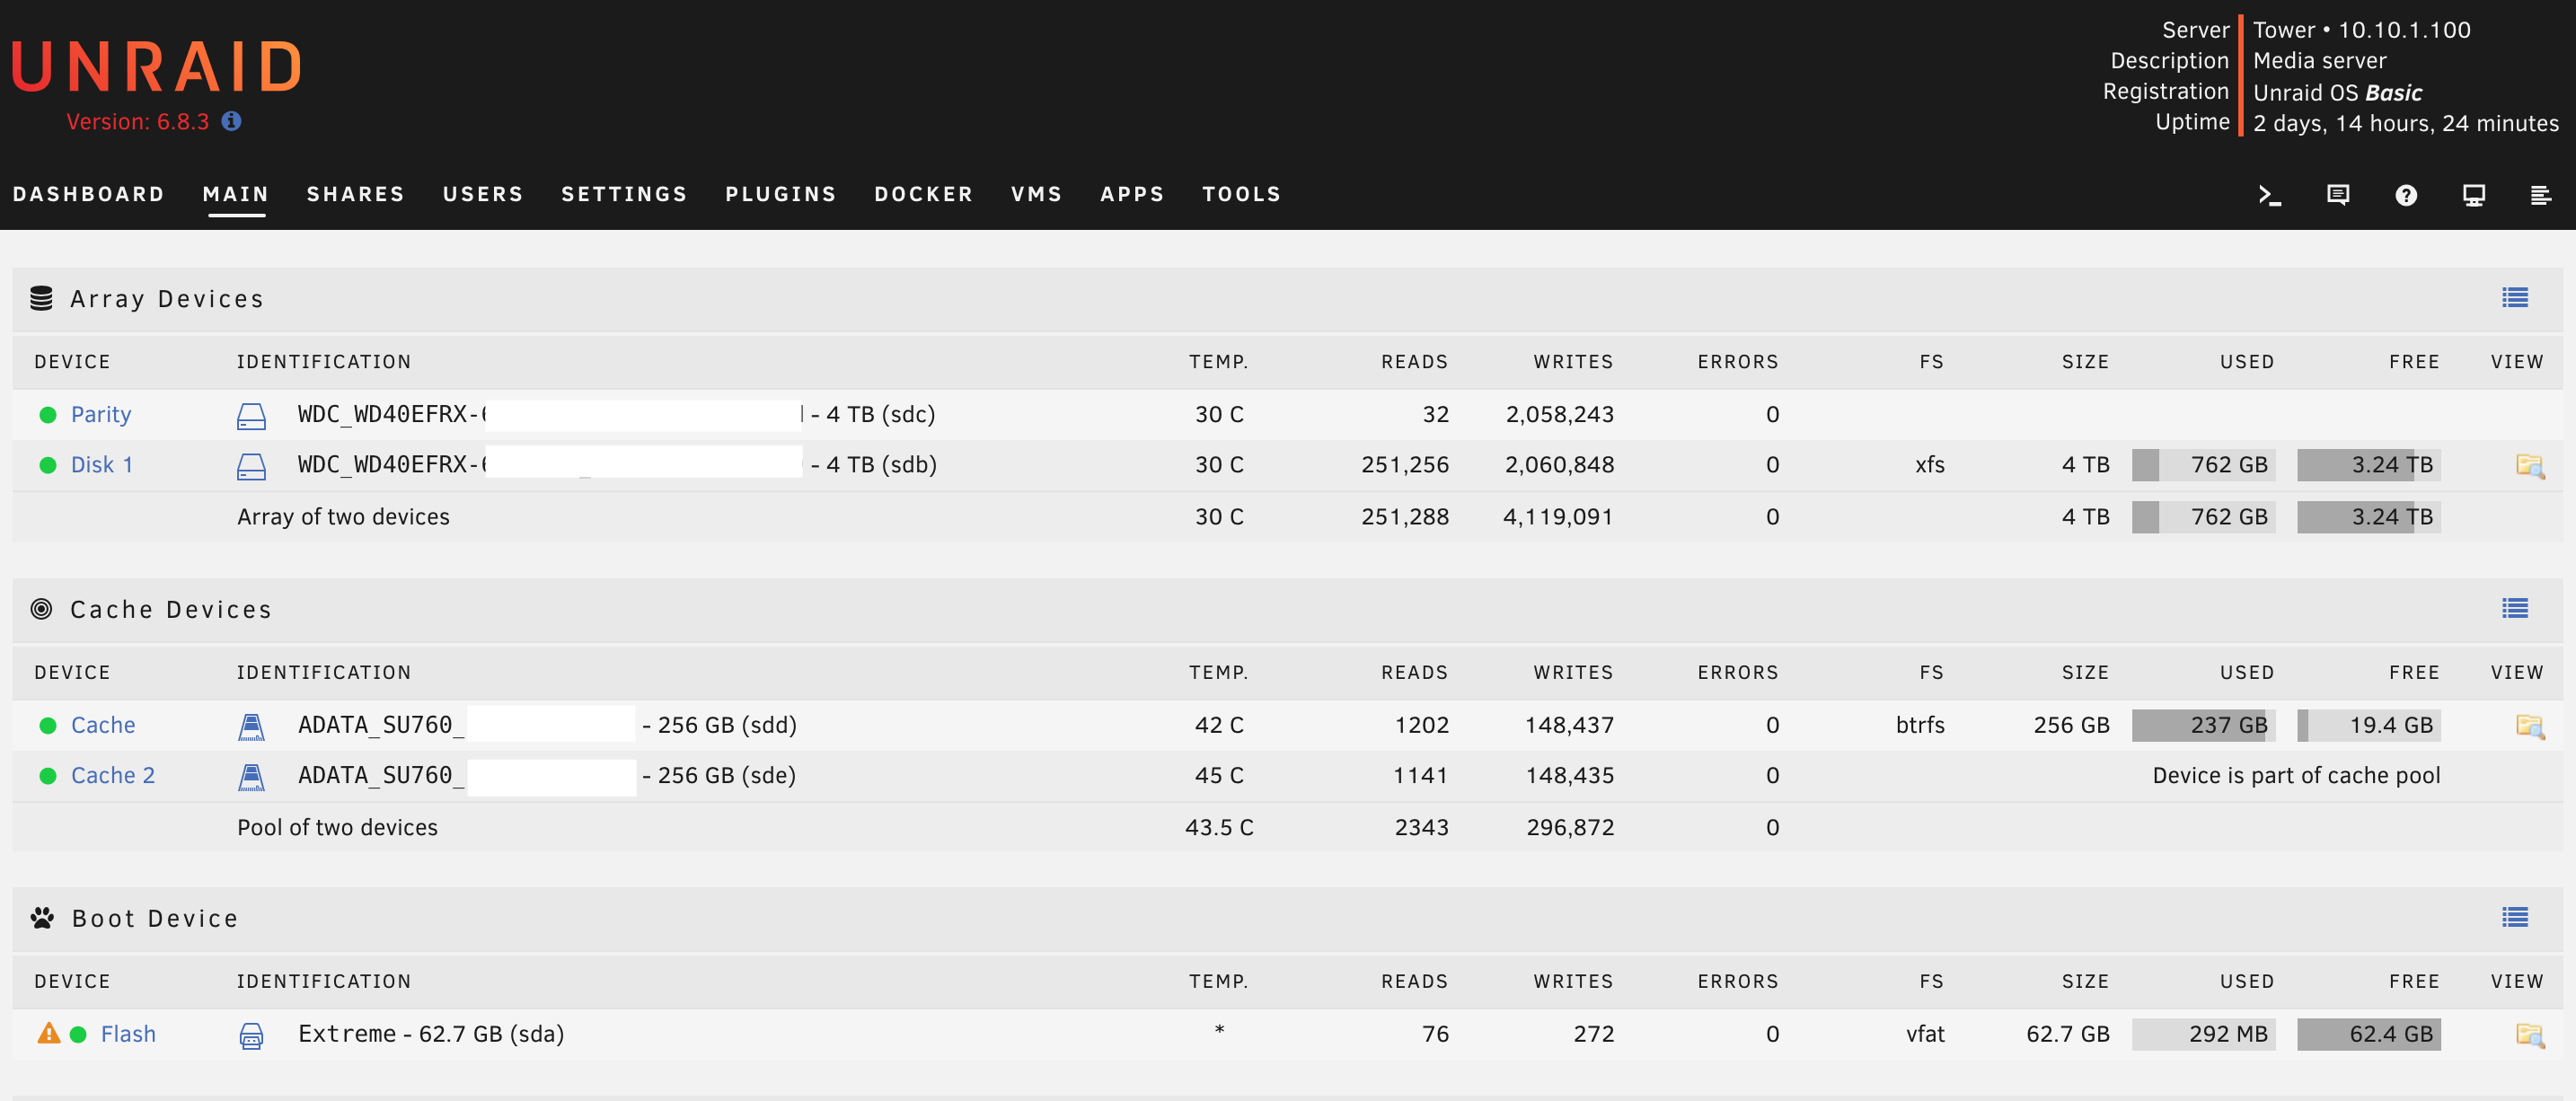 UNRAID
Version: 6.8.3
Server Tower • 10.10.1.100
Description Media server
Registration Unraid OS Basic
Uptime 2 days, 14 hours, 24 minutes
DASHBOARD MAIN SHARES USERS SETTINGS PLUGINS DOCKER VMS APPS TOOLS
Array Devices
DEVICE IDENTIFICATION TEMP. READS WRITES ERRORS FS SIZE USED FREE VIEW
Parity WDC_WD40EFRX- - 4 TB (sdc) 30 C 32 2,058,243 0
Disk 1 WDC_WD40EFRX- - 4 TB (sdb) 30 C 251,256 2,060,848 0 xfs 4 TB 762 GB 3.24 TB
Array of two devices 30 C 251,288 4,119,091 0 4 TB 762 GB 3.24 TB
Cache Devices
DEVICE IDENTIFICATION TEMP. READS WRITES ERRORS FS SIZE USED FREE VIEW
Cache ADATA_SU760_ - 256 GB (sdd) 42 C 1202 148,437 0 btrfs 256 GB 237 GB 19.4 GB
Cache 2 ADATA_SU760_ - 256 GB (sde) 45 C 1141 148,435 0 Device is part of cache pool
Pool of two devices 43.5 C 2343 296,872 0
Boot Device
DEVICE IDENTIFICATION TEMP. READS WRITES ERRORS FS SIZE USED FREE VIEW
Flash Extreme - 62.7 GB (sda) * 76 272 0 vfat 62.7 GB 292 MB 62.4 GB